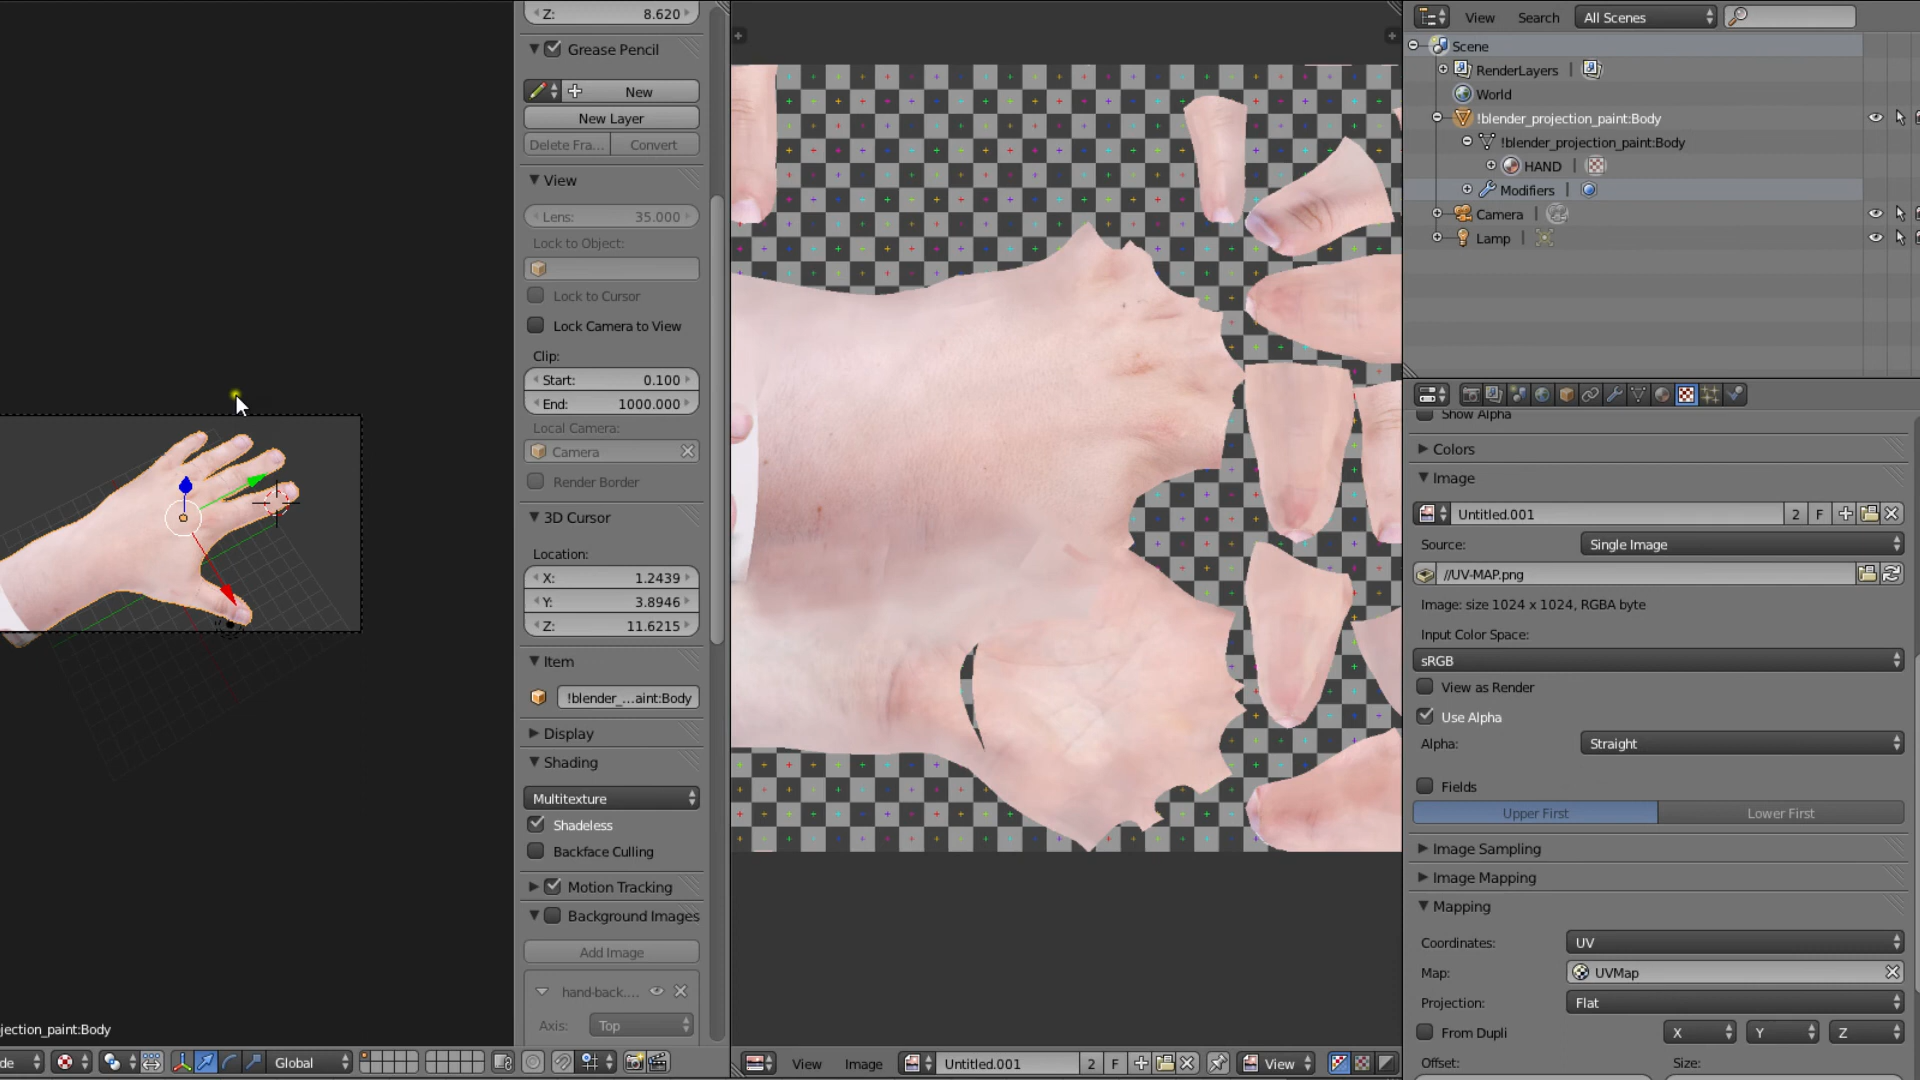 Z: 8.620
Grease Pencil
New
New Layer
Delete Fra... Convert
View
Lens: 35.000
Lock to Object:
Lock to Cursor
Lock Camera to View
Clip:
Start: 0.100
End: 1000.000
Local Camera:
Camera
Render Border
3D Cursor
Location:
X: 1.2439
Y: 3.8946
Z: 11.6215
Item
!blender_...aint:Body
Display
Shading
Multitexture
Shadeless
Backface Culling
Motion Tracking
Background Images
Add Image
hand-back....
Axis: Top
jection_paint:Body
de
Global
View Image Untitled.001 2 F View
View Search All Scenes
Scene
RenderLayers
World
!blender_projection_paint:Body
!blender_projection_paint:Body
HAND
Modifiers
Camera
Lamp
Show Alpha
Colors
Image
Untitled.001 2 F
Source: Single Image
//UV-MAP.png
Image: size 1024 x 1024, RGBA byte
Input Color Space:
sRGB
View as Render
Use Alpha
Alpha: Straight
Fields
Upper First Lower First
Image Sampling
Image Mapping
Mapping
Coordinates: UV
Map: UVMap
Projection: Flat
From Dupli X Y Z
Offset: Size: